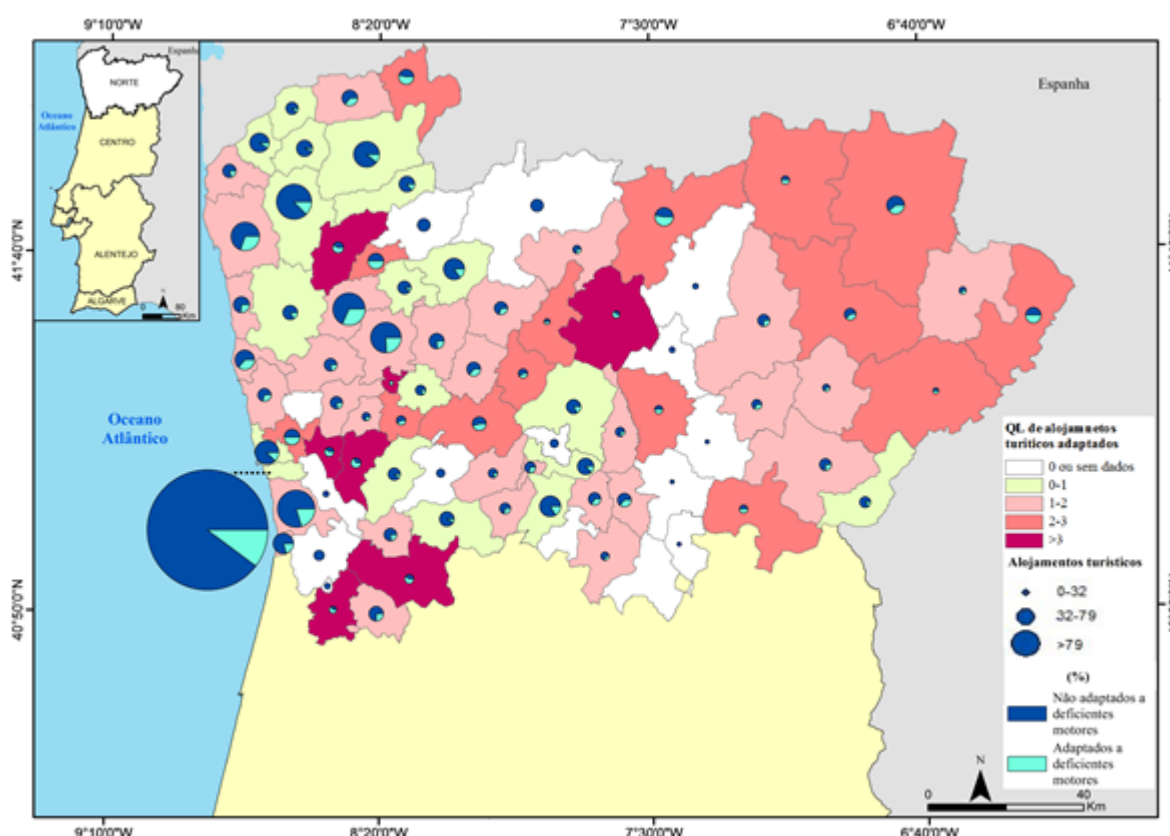 9°10'0"W 8°20'0"W 7°30'0"W 6°40'0"W
Espanha
NORTE
Oceano
Atlântico
CENTRO
ALENTEJO
ALGARVE
0 80
Km
Espanha
41°40'0"N
Oceano
Atlântico
40°50'0"N
QL de alojamnetos
turíticos adaptados
0 ou sem dados
0-1
1-2
2-3
>3
Alojamentos turísticos
0-32
32-79
>79
(%)
Não adaptados a
deficientes
motores
Adaptados a
deficientes
motores
N
0 40
Km
9°10'0"W 8°20'0"W 7°30'0"W 6°40'0"W